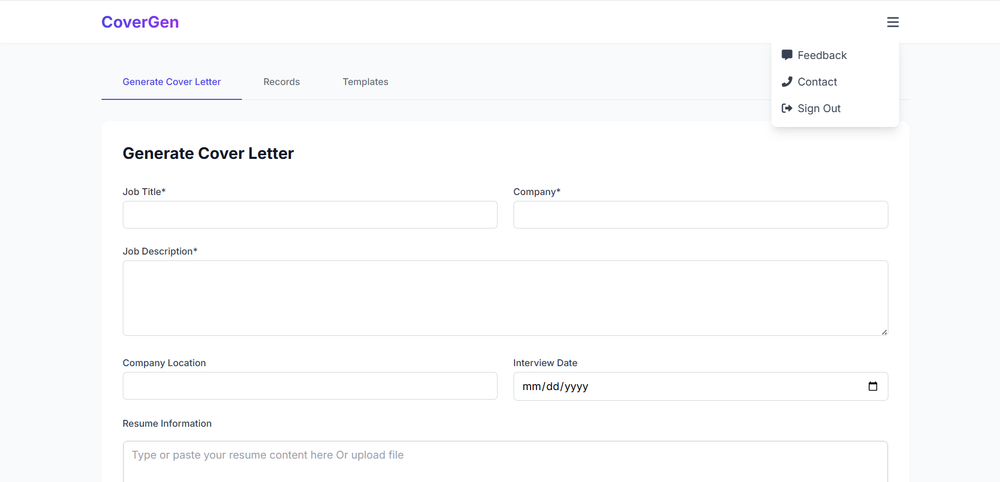 CoverGen
Feedback
Contact
Sign Out
Generate Cover Letter
Records
Templates
Generate Cover Letter
Job Title*
Company*
Job Description*
Company Location
Interview Date
mm/dd/yyyy
Resume Information
Type or paste your resume content here Or upload file